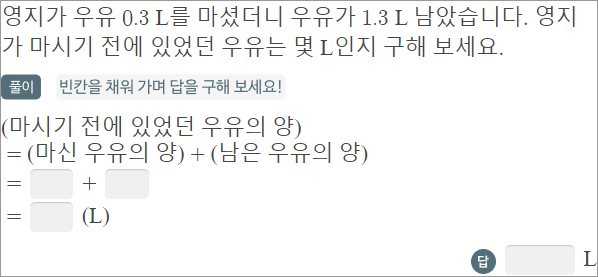 영지가 우유 0.3 L를 마셨더니 우유가 1.3 L 남았습니다. 영지
가 마시기 전에 있었던 우유는 몇 L인지 구해 보세요.
풀이 빈칸을 채워 가며 답을 구해 보세요!
(마시기 전에 있었던 우유의 양)
= (마신 우유의 양) + (남은 우유의 양)
= +
= (L)
답 L